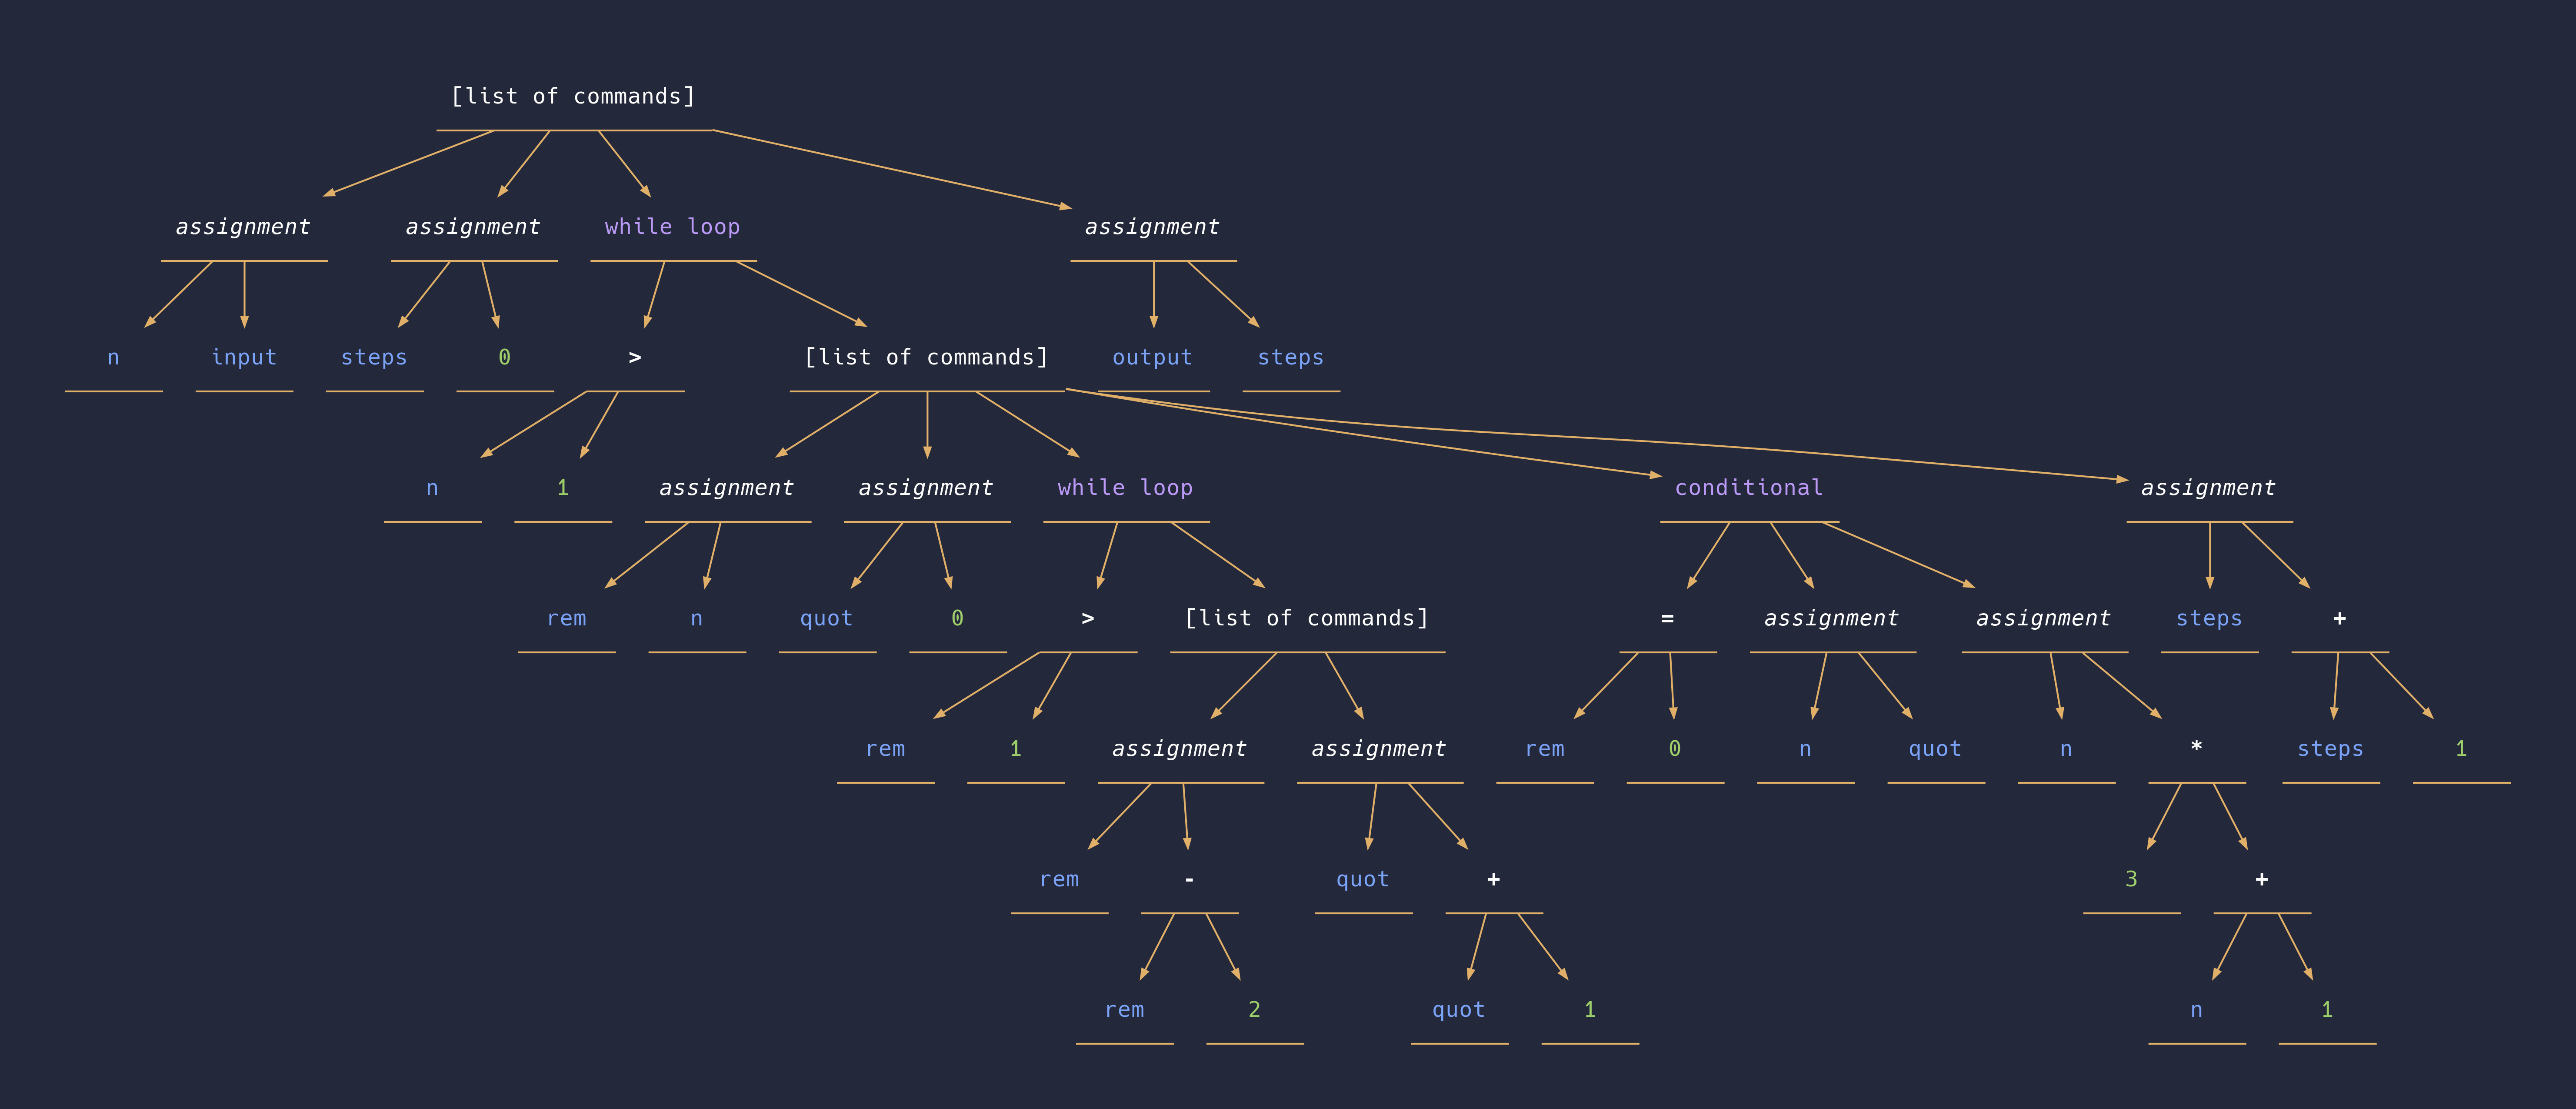 [list of commands]
assignment assignment while loop assignment
n input steps 0 > [list of commands] output steps
n 1 assignment assignment while loop conditional assignment
rem n quot 0 > [list of commands] = assignment assignment steps +
rem 1 assignment assignment rem 0 n quot n * steps 1
rem - quot + 3 +
rem 2 quot 1 n 1